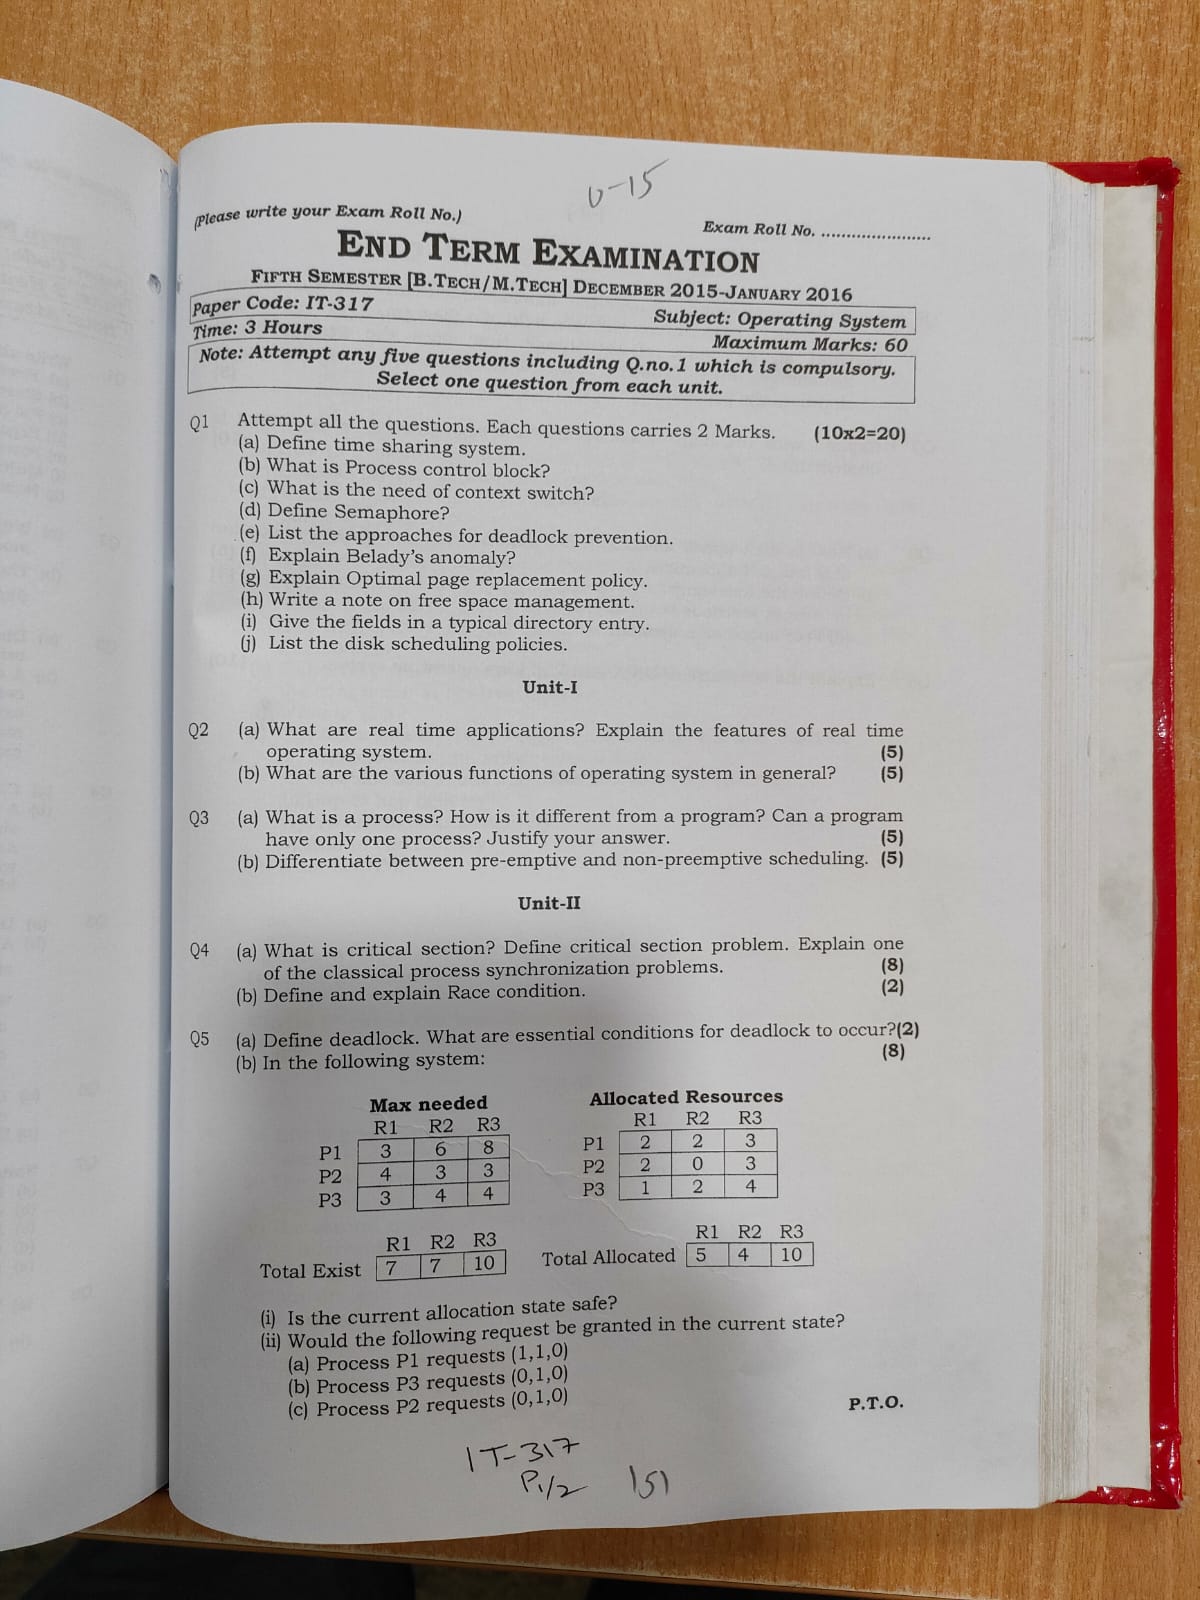 U-15
(Please write your Exam Roll No.)
Exam Roll No. ......................
END TERM EXAMINATION
FIFTH SEMESTER [B.TECH/M.TECH] DECEMBER 2015-JANUARY 2016
Paper Code: IT-317 Subject: Operating System
Time: 3 Hours Maximum Marks: 60
Note: Attempt any five questions including Q.no.1 which is compulsory.
Select one question from each unit.
Q1 Attempt all the questions. Each questions carries 2 Marks. (10x2=20)
(a) Define time sharing system.
(b) What is Process control block?
(c) What is the need of context switch?
(d) Define Semaphore?
(e) List the approaches for deadlock prevention.
(f) Explain Belady's anomaly?
(g) Explain Optimal page replacement policy.
(h) Write a note on free space management.
(i) Give the fields in a typical directory entry.
(j) List the disk scheduling policies.
Unit-I
Q2 (a) What are real time applications? Explain the features of real time
operating system. (5)
(b) What are the various functions of operating system in general? (5)
Q3 (a) What is a process? How is it different from a program? Can a program
have only one process? Justify your answer. (5)
(b) Differentiate between pre-emptive and non-preemptive scheduling. (5)
Unit-II
Q4 (a) What is critical section? Define critical section problem. Explain one
of the classical process synchronization problems. (8)
(b) Define and explain Race condition. (2)
Q5 (a) Define deadlock. What are essential conditions for deadlock to occur?(2)
(b) In the following system: (8)
Max needed
R1 R2 R3
P1 3 6 8
P2 4 3 3
P3 3 4 4
Allocated Resources
R1 R2 R3
P1 2 2 3
P2 2 0 3
P3 1 2 4
R1 R2 R3
Total Exist 7 7 10
R1 R2 R3
Total Allocated 5 4 10
(i) Is the current allocation state safe?
(ii) Would the following request be granted in the current state?
(a) Process P1 requests (1,1,0)
(b) Process P3 requests (0,1,0)
(c) Process P2 requests (0,1,0)
P.T.O.
IT-317
P1/2
151